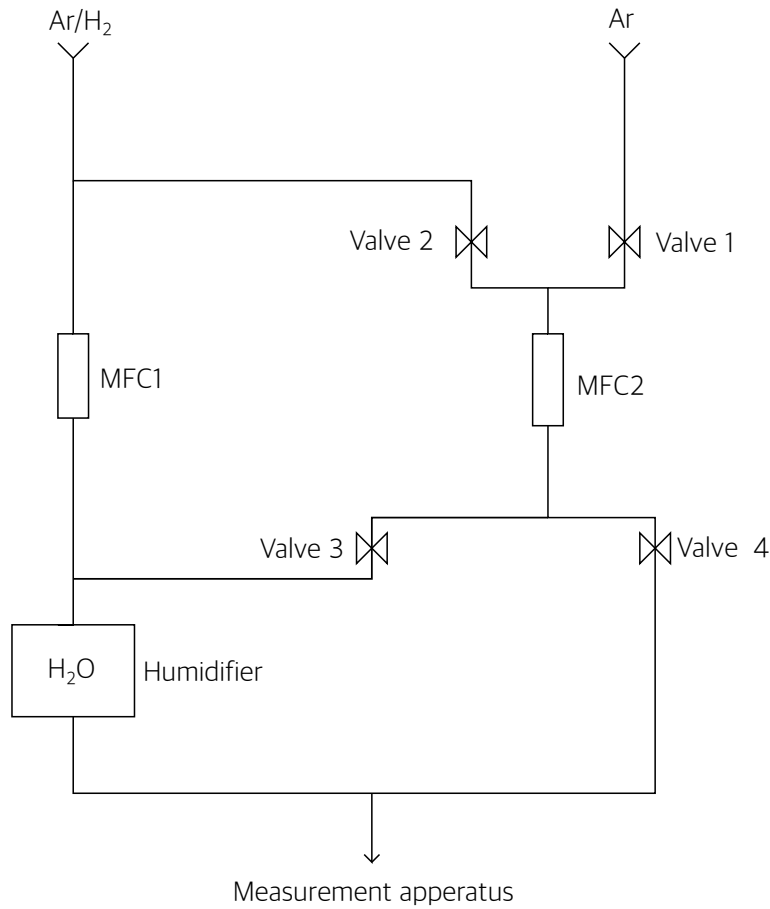 Ar/H₂
Ar
Valve 2
Valve 1
MFC1
MFC2
Valve 3
Valve 4
H₂O
Humidifier
Measurement apperatus